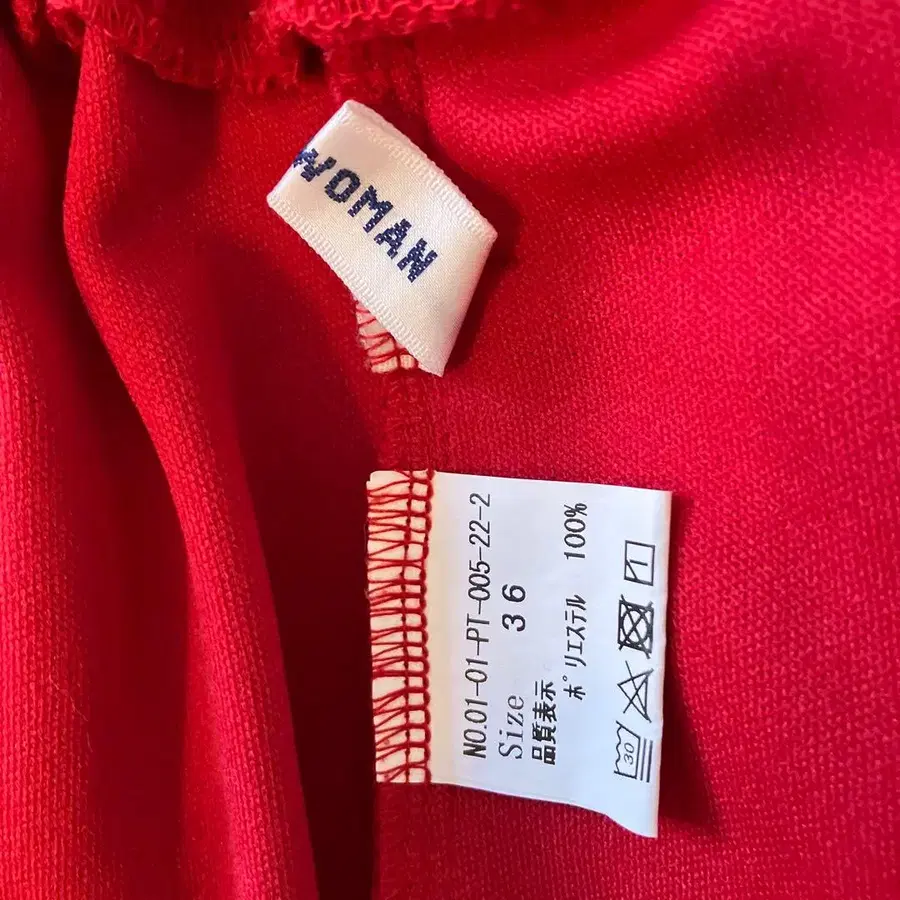 WOMAN
NO.01-01-PT-005-22-2
Size 36
品質表示
ポリエステル 100%
30